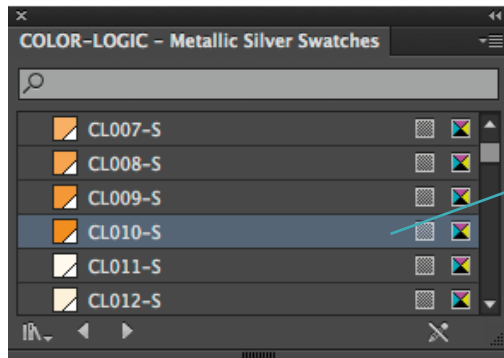 COLOR-LOGIC - Metallic Silver Swatches
CL007-S
CL008-S
CL009-S
CL010-S
CL011-S
CL012-S